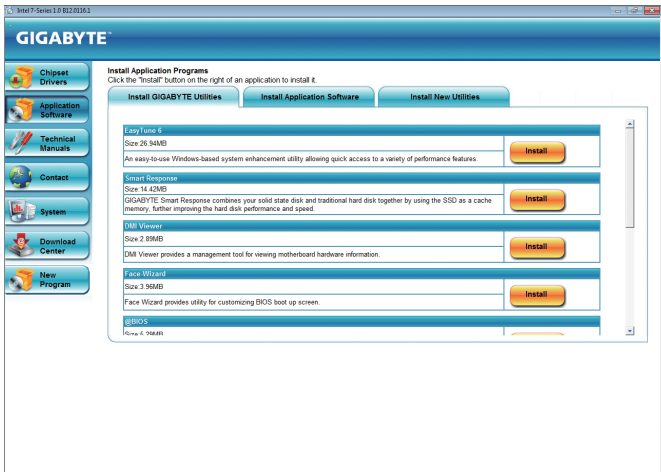 Intel 7-Series 1.0 B12.0116.1
GIGABYTE
Chipset
Drivers
Application
Software
Technical
Manuals
Contact
System
Download
Center
New
Program
Install Application Programs
Click the "Install" button on the right of an application to install it.
Install GIGABYTE Utilities
Install Application Software
Install New Utilities
EasyTune 6
Size:26.94MB
An easy-to-use Windows-based system enhancement utility allowing quick access to a variety of performance features.
Install
Smart Response
Size:14.42MB
GIGABYTE Smart Response combines your solid state disk and traditional hard disk together by using the SSD as a cache
memory, further improving the hard disk performance and speed.
Install
DMI Viewer
Size:2.89MB
DMI Viewer provides a management tool for viewing motherboard hardware information.
Install
Face-Wizard
Size:3.96MB
Face Wizard provides utility for customizing BIOS boot up screen.
Install
@BIOS
Size:5.29MB